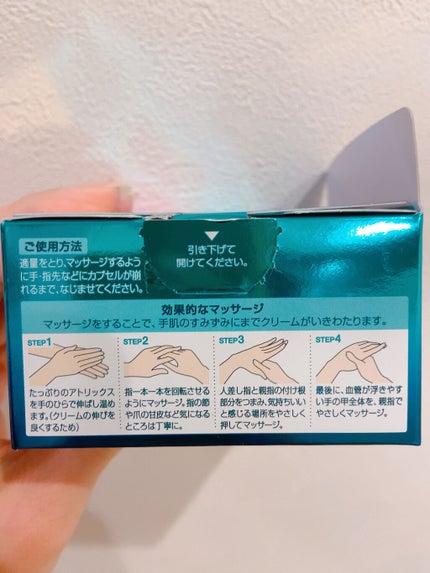 ご使用方法
適量をとり、マッサージするよう
に手・指先などにカプセルが崩
れるまで、なじませてください。
引き下げて
開けてください。
効果的なマッサージ
マッサージをすることで、手肌のすみずみにまでクリームがいきわたります。
STEP1
たっぷりのアトリックス
を手のひらで伸ばし温め
ます。(クリームの伸びを
良くするため)
STEP2
指一本一本を回転させる
ようにマッサージ。指の節
や爪の甘皮など気になる
ところは丁寧に。
STEP3
人差し指と親指の付け根
部分をつまみ、気持ちいい
と感じる場所をやさしく
押してマッサージ。
STEP4
最後に、血管が浮きやす
い手の甲全体を、親指で
やさしくマッサージ。